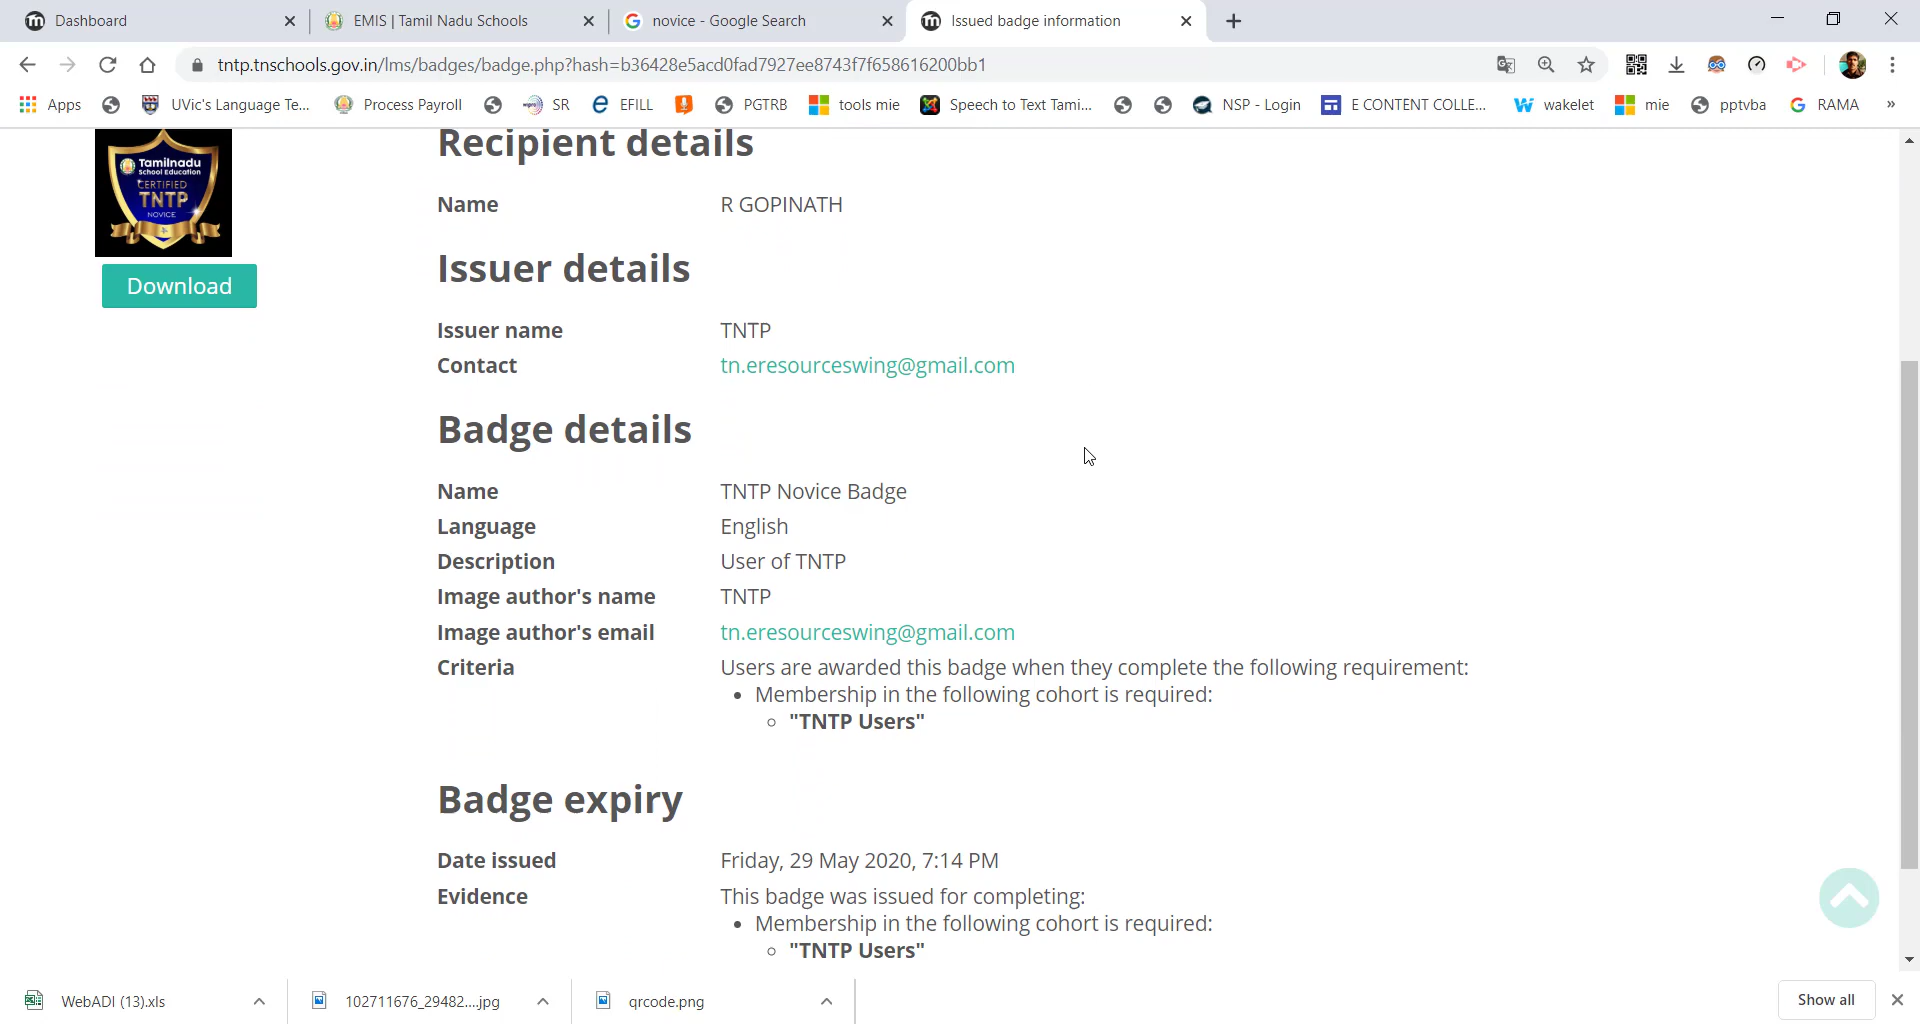 Dashboard
EMIS | Tamil Nadu Schools
novice - Google Search
Issued badge information
tntp.tnschools.gov.in/lms/badges/badge.php?hash=b36428e5acd0fad7927ee8743f7f658616200bb1
Apps UVic's Language Te... Process Payroll SR EFILL PGTRB tools mie Speech to Text Tami... NSP - Login E CONTENT COLLE... wakelet mie pptvba RAMA »
Tamilnadu
School Education
CERTIFIED
TNTP
NOVICE
Download
Recipient details
Name R GOPINATH
Issuer details
Issuer name TNTP
Contact tn.eresourceswing@gmail.com
Badge details
Name TNTP Novice Badge
Language English
Description User of TNTP
Image author's name TNTP
Image author's email tn.eresourceswing@gmail.com
Criteria Users are awarded this badge when they complete the following requirement:
• Membership in the following cohort is required:
○ "TNTP Users"
Badge expiry
Date issued Friday, 29 May 2020, 7:14 PM
Evidence This badge was issued for completing:
• Membership in the following cohort is required:
○ "TNTP Users"
WebADI (13).xls 102711676_29482....jpg qrcode.png Show all